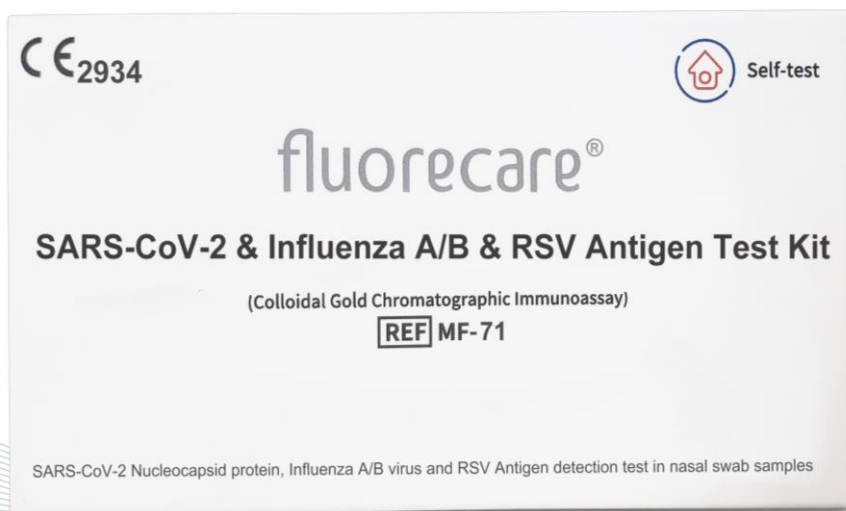 CE2934
Self-test
fluorecare®
SARS-CoV-2 & Influenza A/B & RSV Antigen Test Kit
(Colloidal Gold Chromatographic Immunoassay)
REF MF-71
SARS-CoV-2 Nucleocapsid protein, Influenza A/B virus and RSV Antigen detection test in nasal swab samples